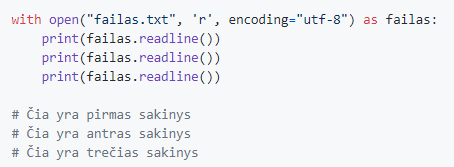 with open("failas.txt", 'r', encoding="utf-8") as failas:
    print(failas.readline())
    print(failas.readline())
    print(failas.readline())

# Čia yra pirmas sakinys
# Čia yra antras sakinys
# Čia yra trečias sakinys